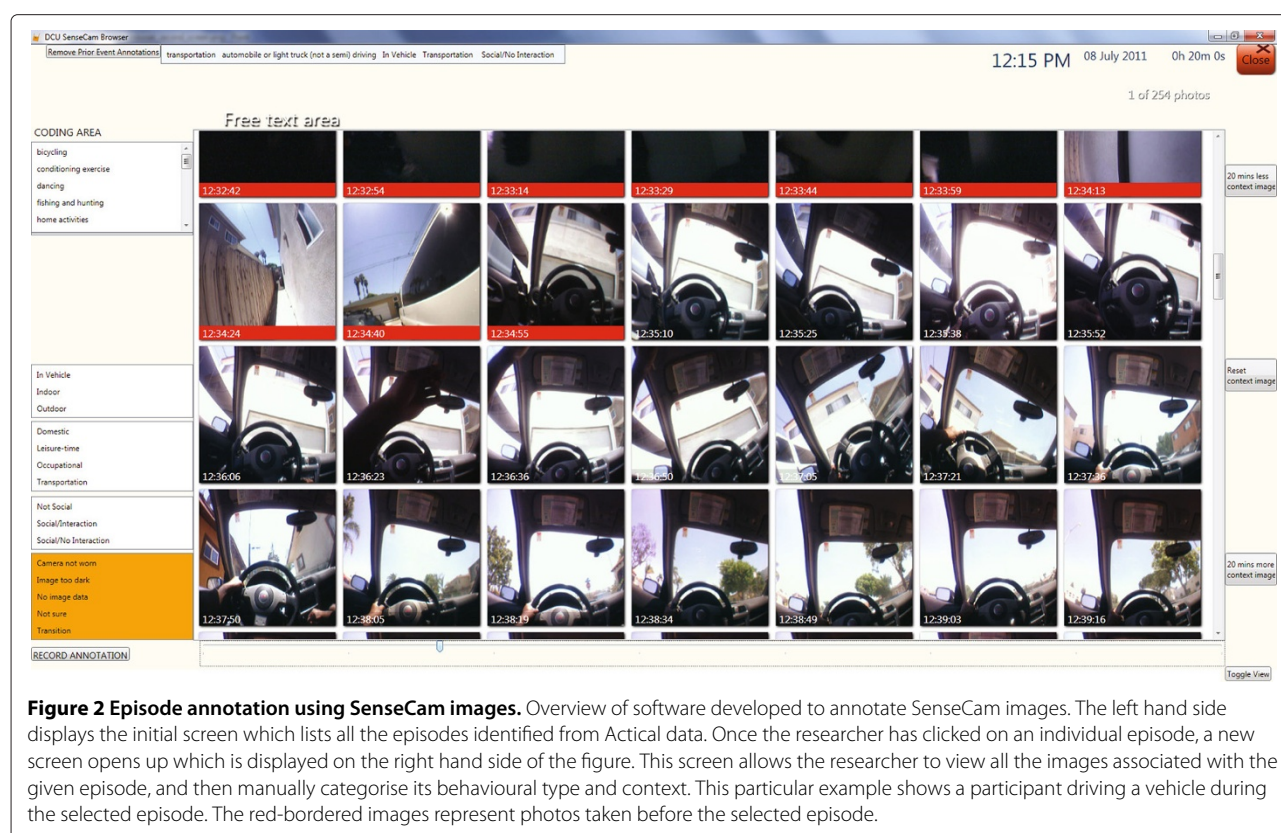 DCU SenseCam Browser
Remove Prior Event Annotations transportation automobile or light truck (not a semi) driving In Vehicle Transportation Social/No Interaction
12:15 PM 08 July 2011 0h 20m 0s Close
1 of 254 photos
Free text area
CODING AREA
bicycling
conditioning exercise
dancing
fishing and hunting
home activities
12:32:42 12:32:54 12:33:14 12:33:29 12:33:44 12:33:59 12:34:13
20 mins less
context image
12:34:24 12:34:40 12:34:55 12:35:10 12:35:25 12:35:38 12:35:52
In Vehicle
Indoor
Outdoor
Reset
context image
Domestic
Leisure-time
Occupational
Transportation
12:36:06 12:36:23 12:36:36 12:36:50 12:37:05 12:37:21 12:37:36
Not Social
Social/Interaction
Social/No Interaction
Camera not worn
Image too dark
No image data
Not sure
Transition
20 mins more
context image
12:37:50 12:38:05 12:38:19 12:38:34 12:38:49 12:39:03 12:39:16
RECORD ANNOTATION
Toggle View
Figure 2 Episode annotation using SenseCam images. Overview of software developed to annotate SenseCam images. The left hand side
displays the initial screen which lists all the episodes identified from Actical data. Once the researcher has clicked on an individual episode, a new
screen opens up which is displayed on the right hand side of the figure. This screen allows the researcher to view all the images associated with the
given episode, and then manually categorise its behavioural type and context. This particular example shows a participant driving a vehicle during
the selected episode. The red-bordered images represent photos taken before the selected episode.